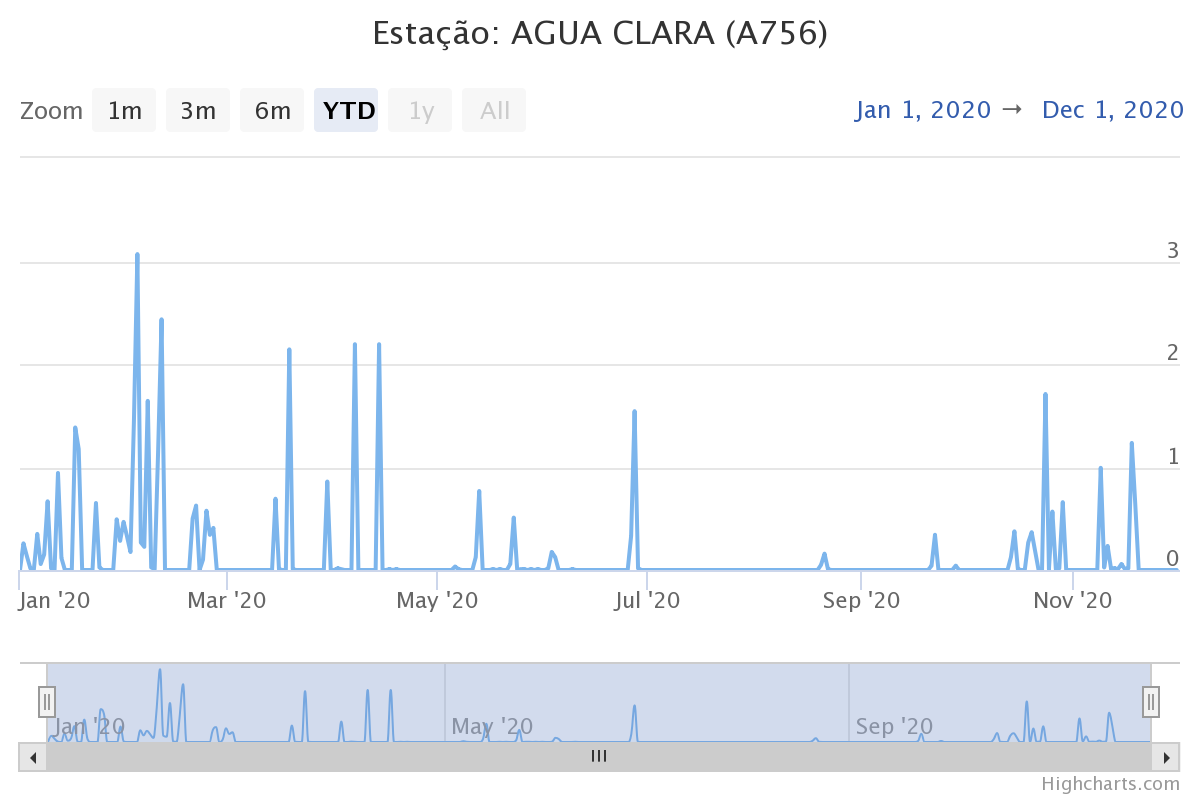 Estação: AGUA CLARA (A756)
Zoom 1m 3m 6m YTD 1y All Jan 1, 2020 → Dec 1, 2020
3
2
1
0
Jan '20 Mar '20 May '20 Jul '20 Sep '20 Nov '20
Jan '20 May '20 Sep '20
Highcharts.com